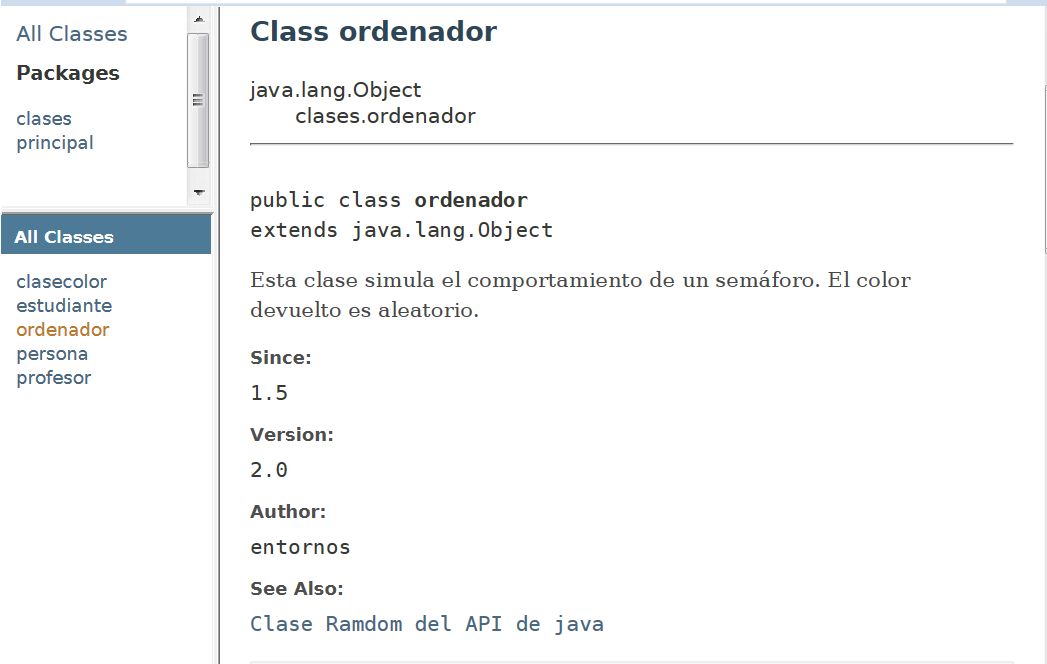 All Classes
Packages
clases
principal
All Classes
clasecolor
estudiante
ordenador
persona
profesor
Class ordenador
java.lang.Object
clases.ordenador
public class ordenador
extends java.lang.Object
Esta clase simula el comportamiento de un semáforo. El color
devuelto es aleatorio.
Since:
1.5
Version:
2.0
Author:
entornos
See Also:
Clase Ramdom del API de java